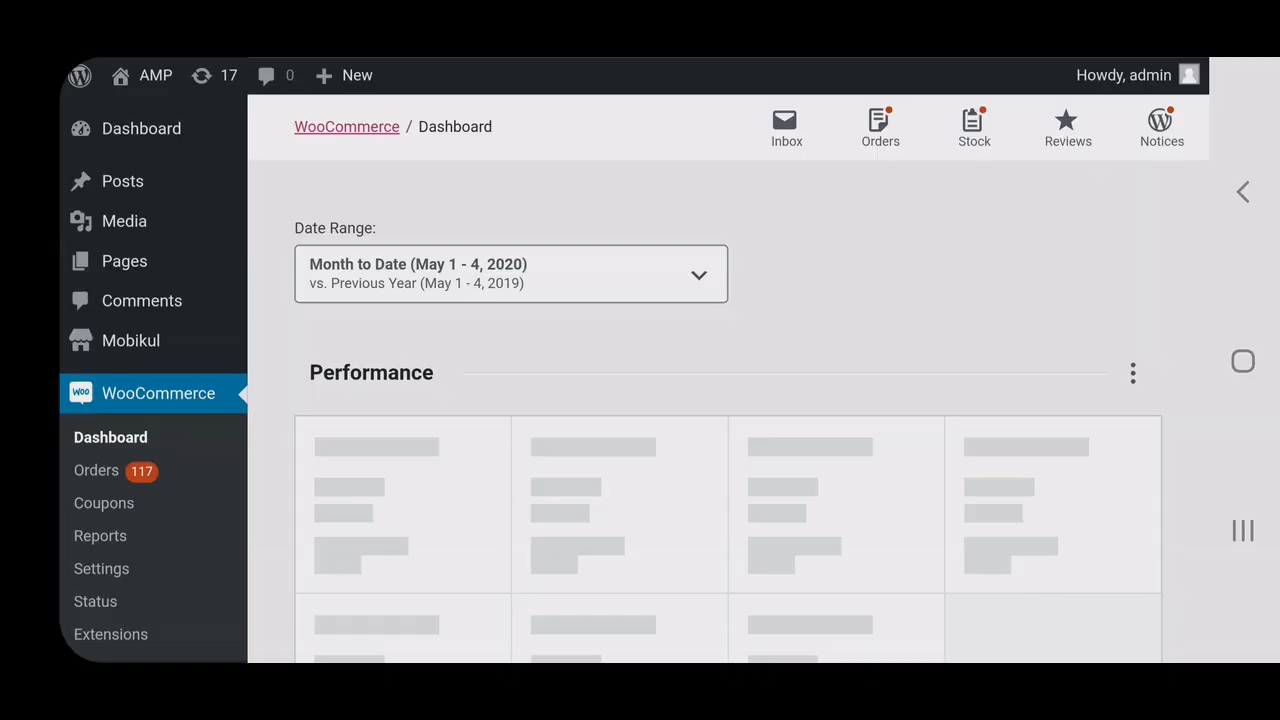 AMP 17 0 New Howdy, admin
WooCommerce / Dashboard
Inbox Orders Stock Reviews Notices
Dashboard
Posts
Media
Pages
Comments
Mobikul
WooCommerce
Dashboard
Orders 117
Coupons
Reports
Settings
Status
Extensions
Date Range:
Month to Date (May 1 - 4, 2020)
vs. Previous Year (May 1 - 4, 2019)
Performance